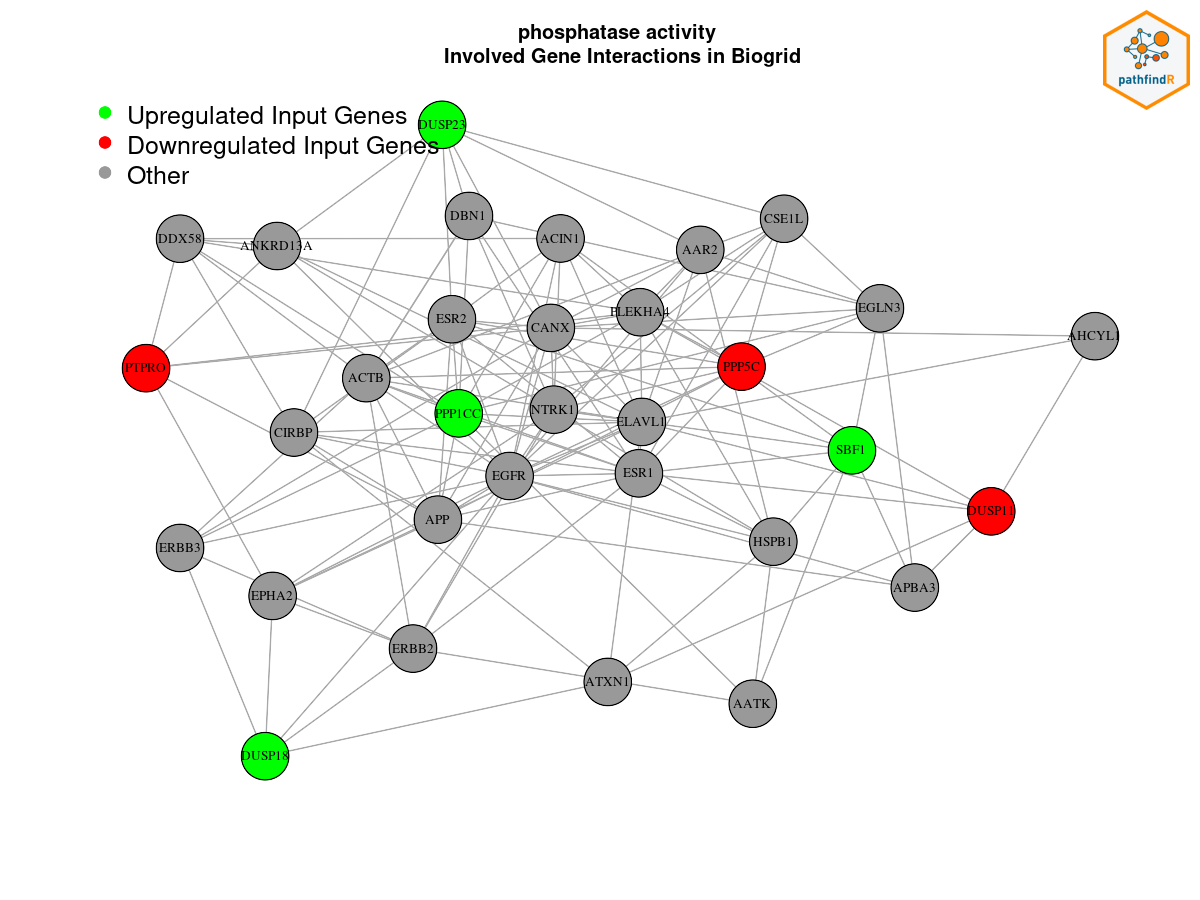 phosphatase activity
Involved Gene Interactions in Biogrid
pathfindR
Upregulated Input Genes
Downregulated Input Genes
Other
DUSP23
DBN1
CSE1L
DDX58
ANKRD13A
ACIN1
AAR2
ESR2
CANX
PLEKHA4
EGLN3
AHCYL1
PTPRO
ACTB
PPP5C
PPP1CC
NTRK1
ELAVL1
CIRBP
SBF1
EGFR
ESR1
DUSP11
APP
HSPB1
ERBB3
EPHA2
APBA3
ERBB2
ATXN1
AATK
DUSP18